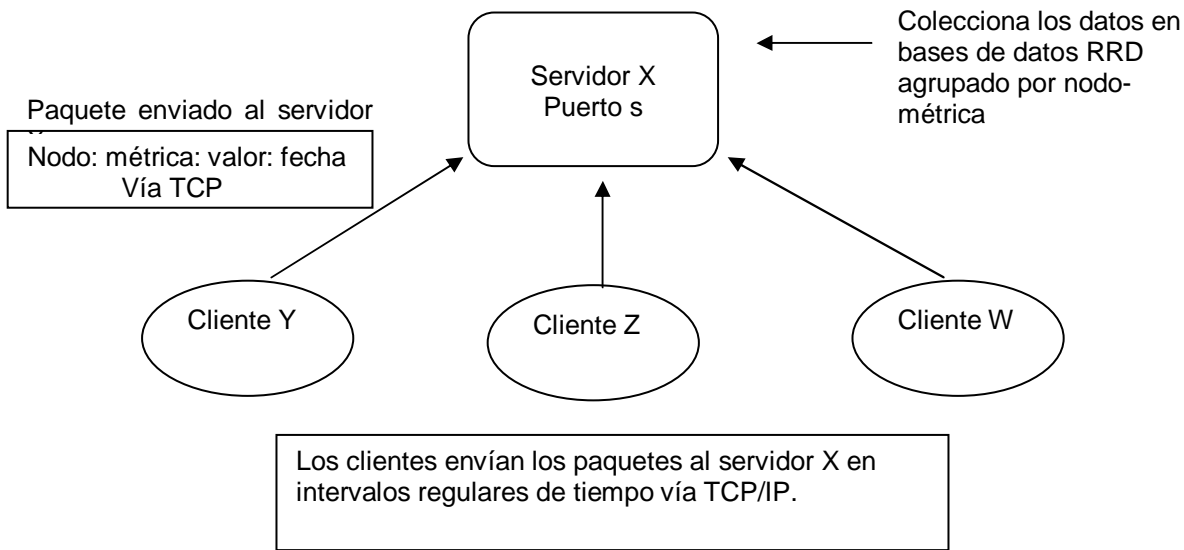 Colecciona los datos en
bases de datos RRD
agrupado por nodo-
métrica
Servidor X
Puerto s
Paquete enviado al servidor
Nodo: métrica: valor: fecha
Vía TCP
Cliente Y
Cliente Z
Cliente W
Los clientes envían los paquetes al servidor X en
intervalos regulares de tiempo vía TCP/IP.